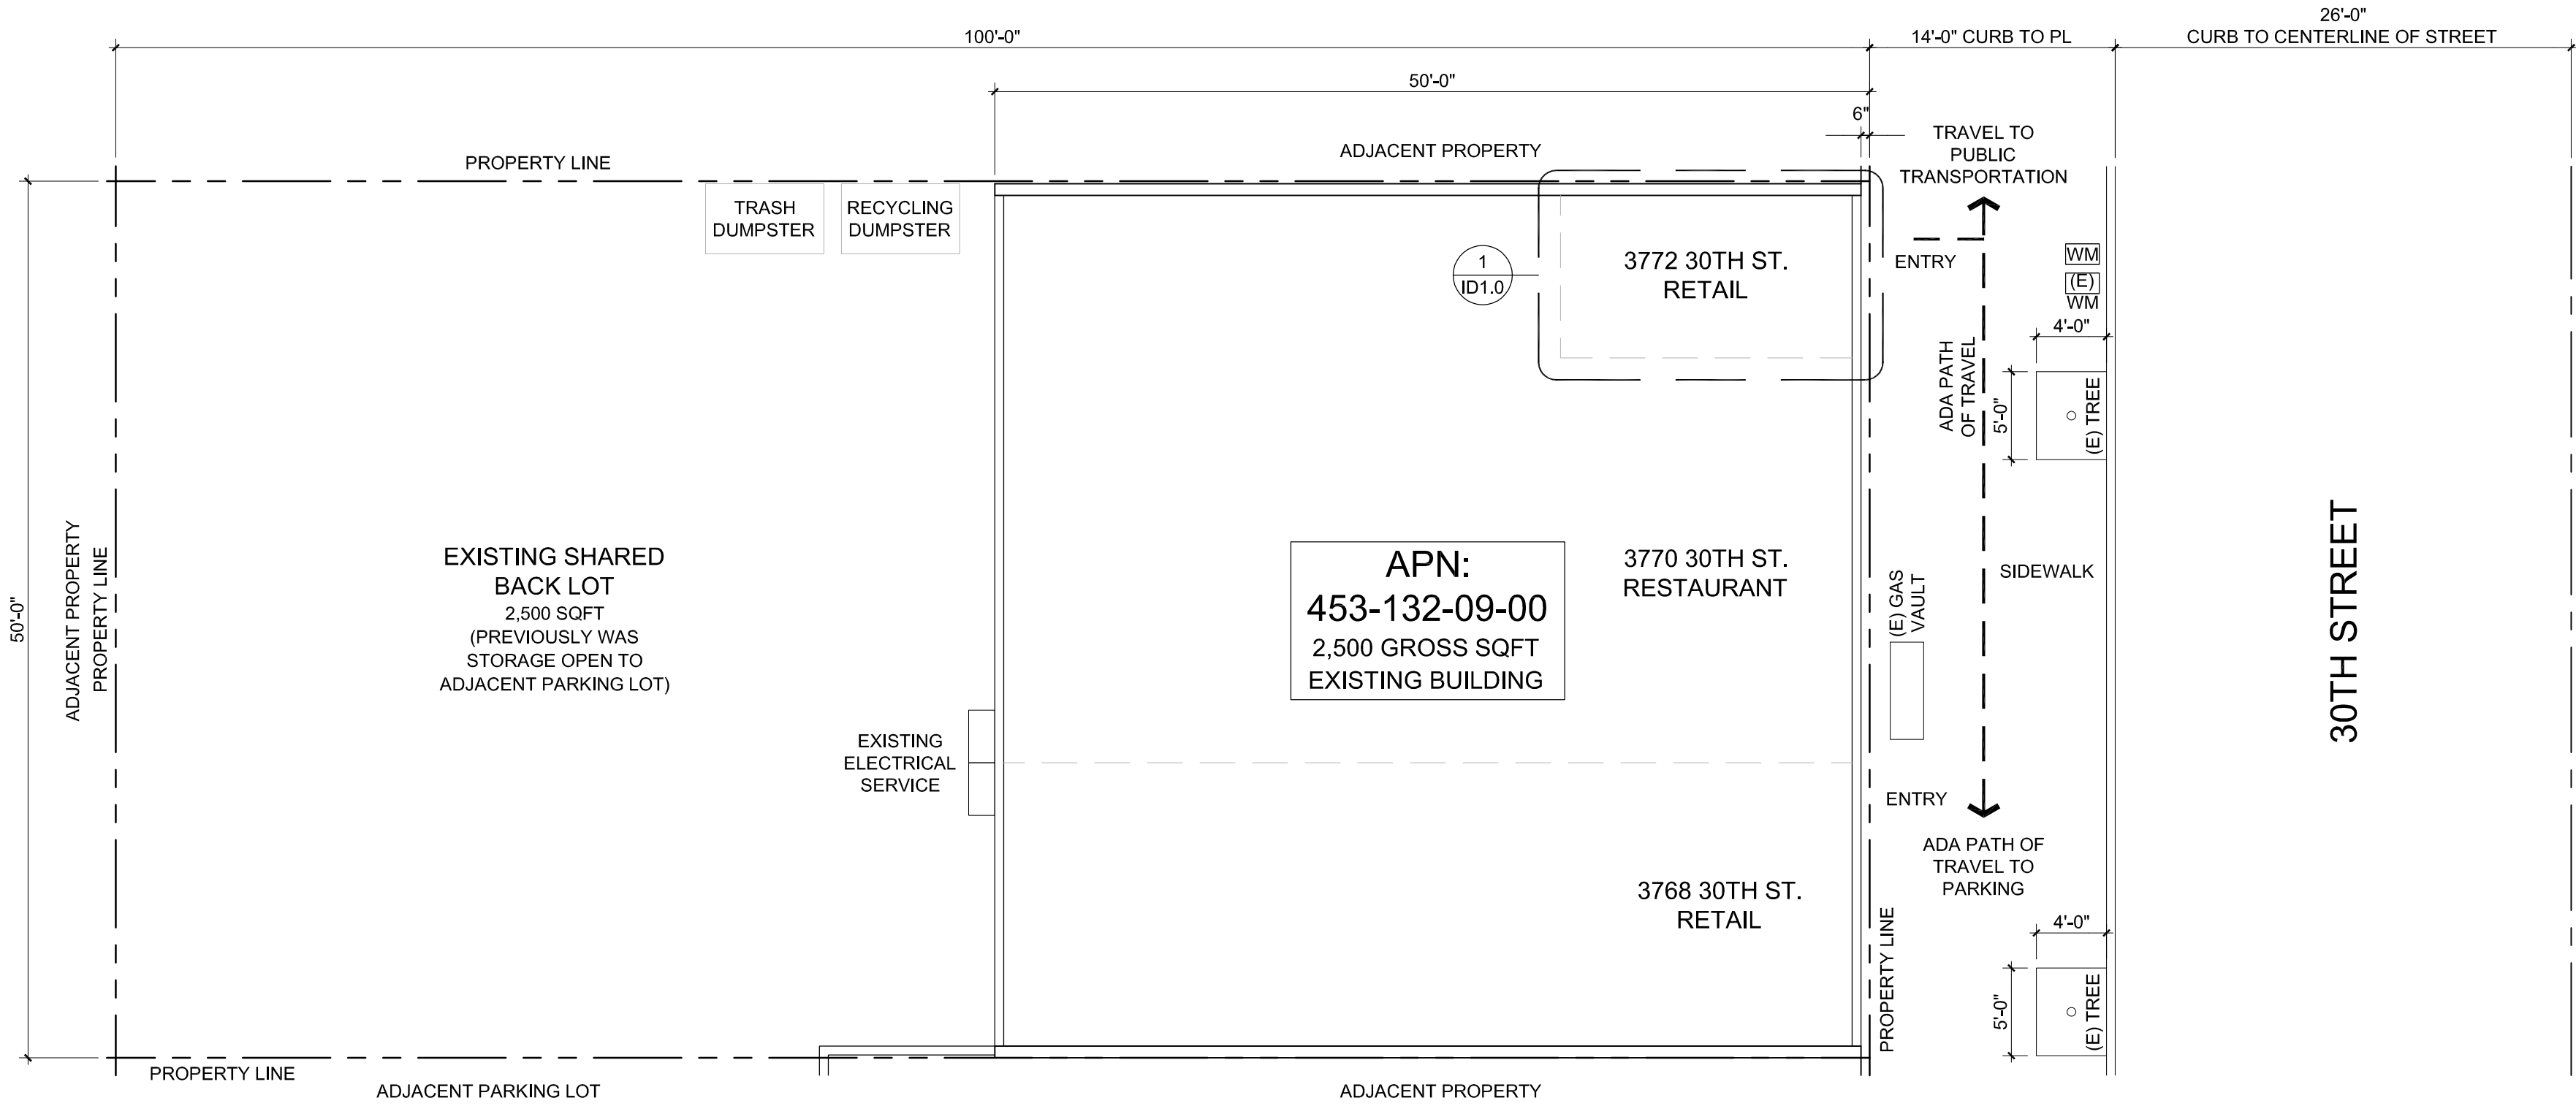 26'-0"
100'-0"
14'-0" CURB TO PL
CURB TO CENTERLINE OF STREET
50'-0"
6"
TRAVEL TO
PUBLIC
TRANSPORTATION
PROPERTY LINE
ADJACENT PROPERTY
TRASH
DUMPSTER
RECYCLING
DUMPSTER
1
ID1.0
3772 30TH ST.
RETAIL
ENTRY
WM
(E)
WM
4'-0"
ADA PATH
OF TRAVEL
5'-0"
(E) TREE
50'-0"
ADJACENT PROPERTY
PROPERTY LINE
EXISTING SHARED
BACK LOT
2,500 SQFT
(PREVIOUSLY WAS
STORAGE OPEN TO
ADJACENT PARKING LOT)
APN:
453-132-09-00
2,500 GROSS SQFT
EXISTING BUILDING
3770 30TH ST.
RESTAURANT
(E) GAS
VAULT
SIDEWALK
30TH STREET
EXISTING
ELECTRICAL
SERVICE
ENTRY
ADA PATH OF
TRAVEL TO
PARKING
3768 30TH ST.
RETAIL
PROPERTY LINE
4'-0"
5'-0"
(E) TREE
PROPERTY LINE
ADJACENT PARKING LOT
ADJACENT PROPERTY